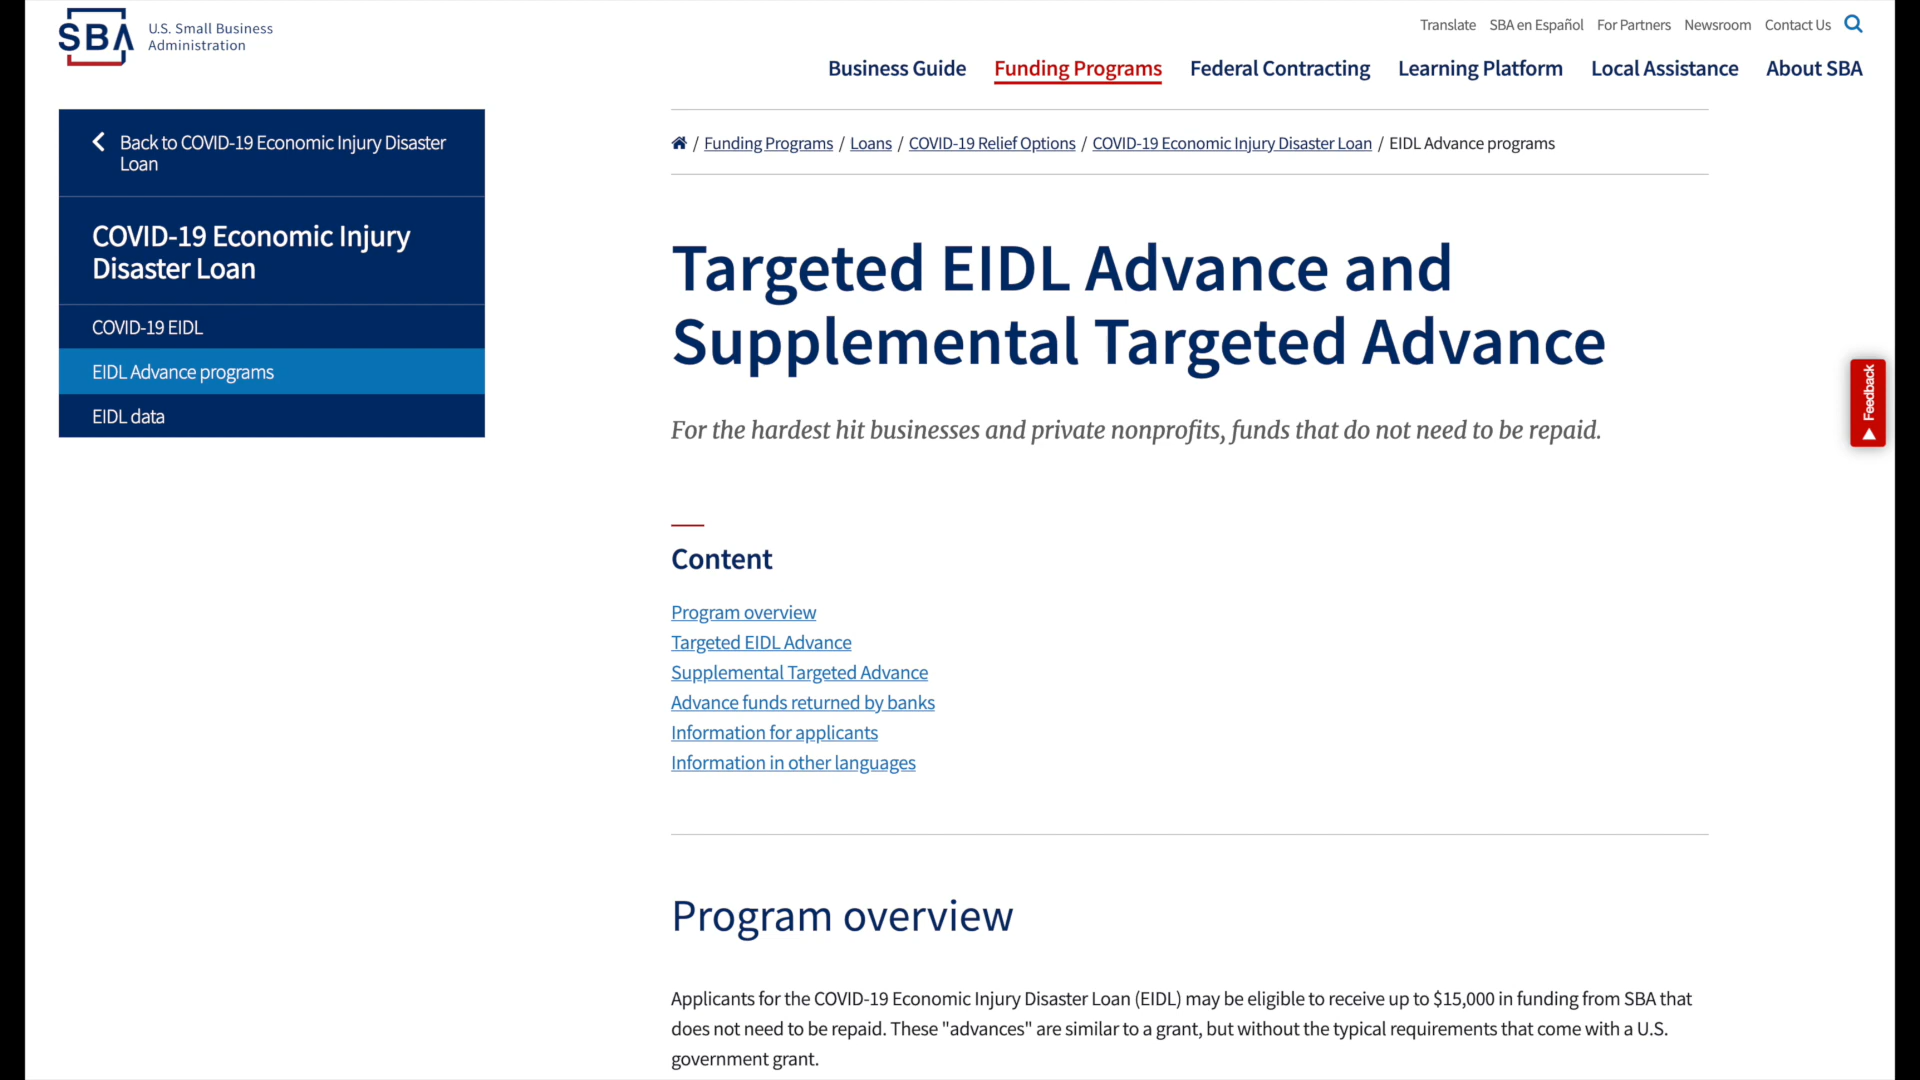 SBA
U.S. Small Business
Administration
Translate SBA en Español For Partners Newsroom Contact Us
Business Guide Funding Programs Federal Contracting Learning Platform Local Assistance About SBA
Back to COVID-19 Economic Injury Disaster
Loan
COVID-19 Economic Injury
Disaster Loan
COVID-19 EIDL
EIDL Advance programs
EIDL data
/ Funding Programs / Loans / COVID-19 Relief Options / COVID-19 Economic Injury Disaster Loan / EIDL Advance programs
Targeted EIDL Advance and
Supplemental Targeted Advance
For the hardest hit businesses and private nonprofits, funds that do not need to be repaid.
Feedback
Content
Program overview
Targeted EIDL Advance
Supplemental Targeted Advance
Advance funds returned by banks
Information for applicants
Information in other languages
Program overview
Applicants for the COVID-19 Economic Injury Disaster Loan (EIDL) may be eligible to receive up to $15,000 in funding from SBA that
does not need to be repaid. These "advances" are similar to a grant, but without the typical requirements that come with a U.S.
government grant.